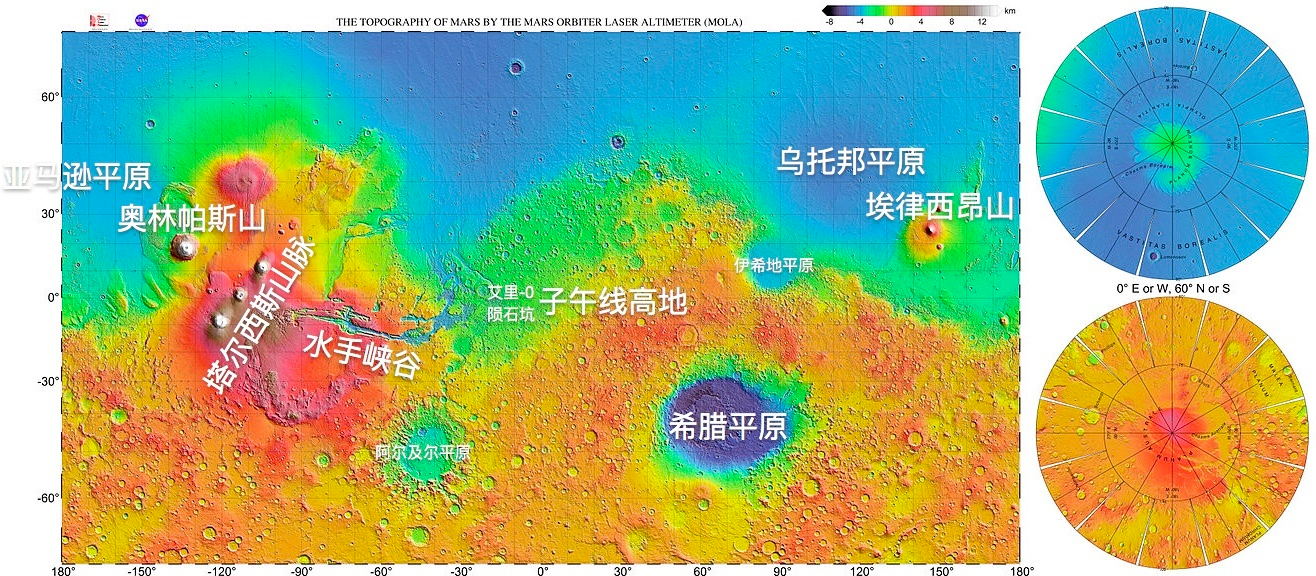 THE TOPOGRAPHY OF MARS BY THE MARS ORBITER LASER ALTIMETER (MOLA)
km
-8 -4 0 4 8 12
60°
亚马逊平原
乌托邦平原
奥林帕斯山
埃律西昂山
30°
塔尔西斯山脉
伊希地平原
0°
艾里-0
陨石坑
子午线高地
水手峡谷
-30°
希腊平原
阿尔及尔平原
-60°
180° -150° -120° -90° -60° -30° 0° 30° 60° 90° 120° 150° 180°
VASTITAS BOREALIS
OLYMPIA PLANITIA
VASTITAS BOREALIS
0° E or W, 60° N or S